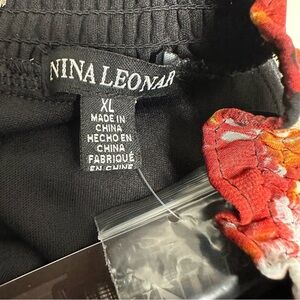 NINA LEONAR
XL
MADE IN
CHINA
HECHO EN
CHINA
FABRIQUÉ
EN CHINE